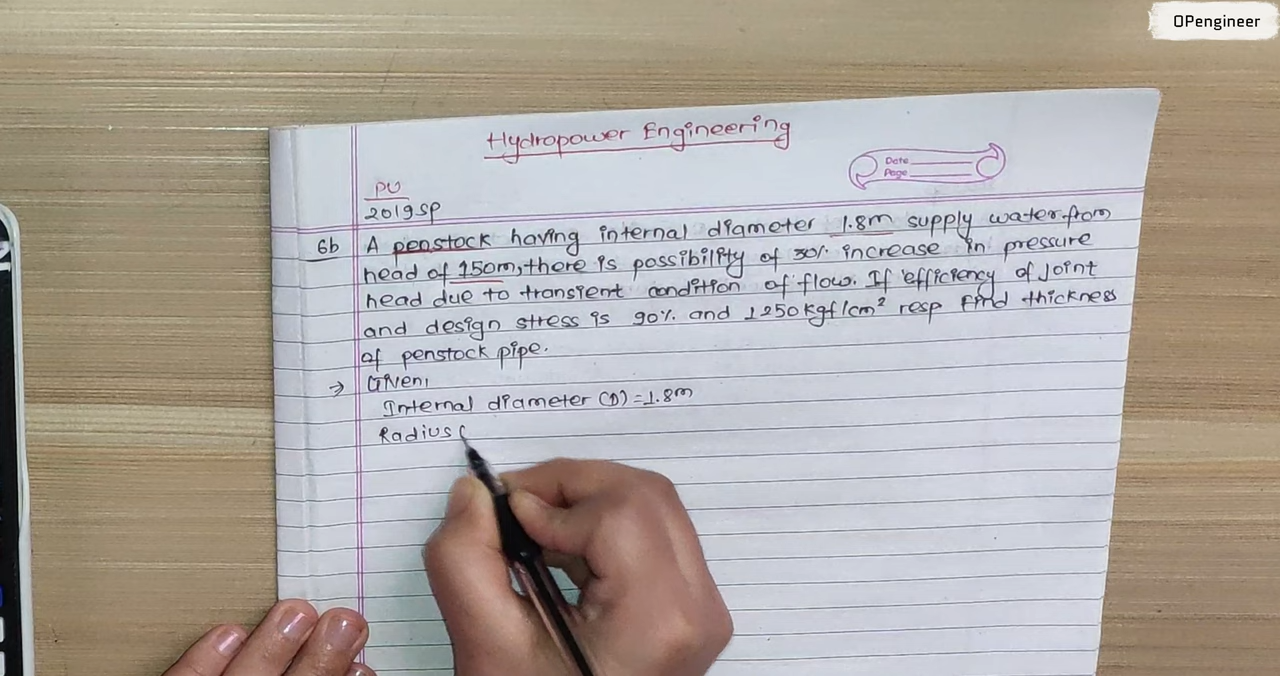 OPengineer
Hydropower Engineering
Date
Page
PU
2019 SP
6b A penstock having internal diameter 1.8m supply water from
head of 150m, there is possibility of 30% increase in pressure
head due to transient condition of flow. If efficiency of Joint
and design stress is 90% and 1250 kgf/cm² resp Find thickness
of penstock pipe.
→ Given,
Internal diameter (D) = 1.8m
Radius (